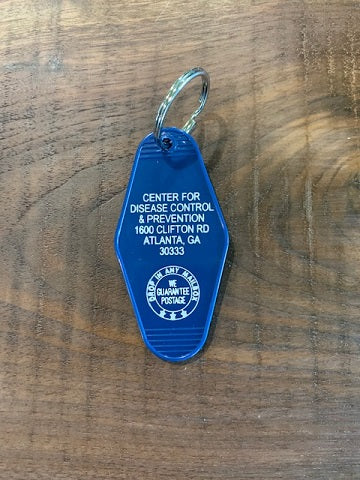 CENTER FOR
DISEASE CONTROL
& PREVENTION
1600 CLIFTON RD
ATLANTA, GA
30333
DROP IN ANY MAILBOX
WE
GUARANTEE
POSTAGE